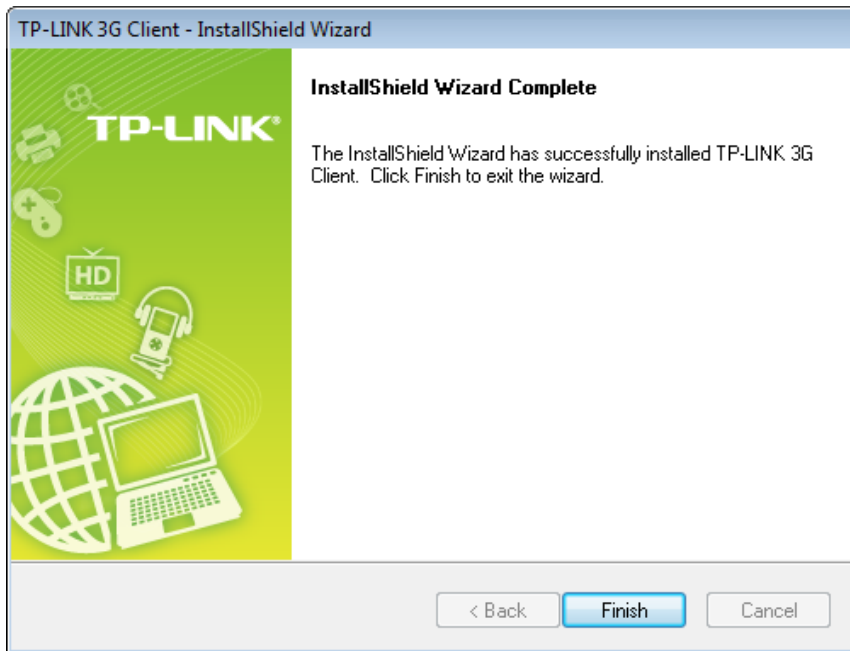 TP-LINK 3G Client - InstallShield Wizard
TP-LINK®
HD
InstallShield Wizard Complete
The InstallShield Wizard has successfully installed TP-LINK 3G
Client.  Click Finish to exit the wizard.
< Back
Finish
Cancel